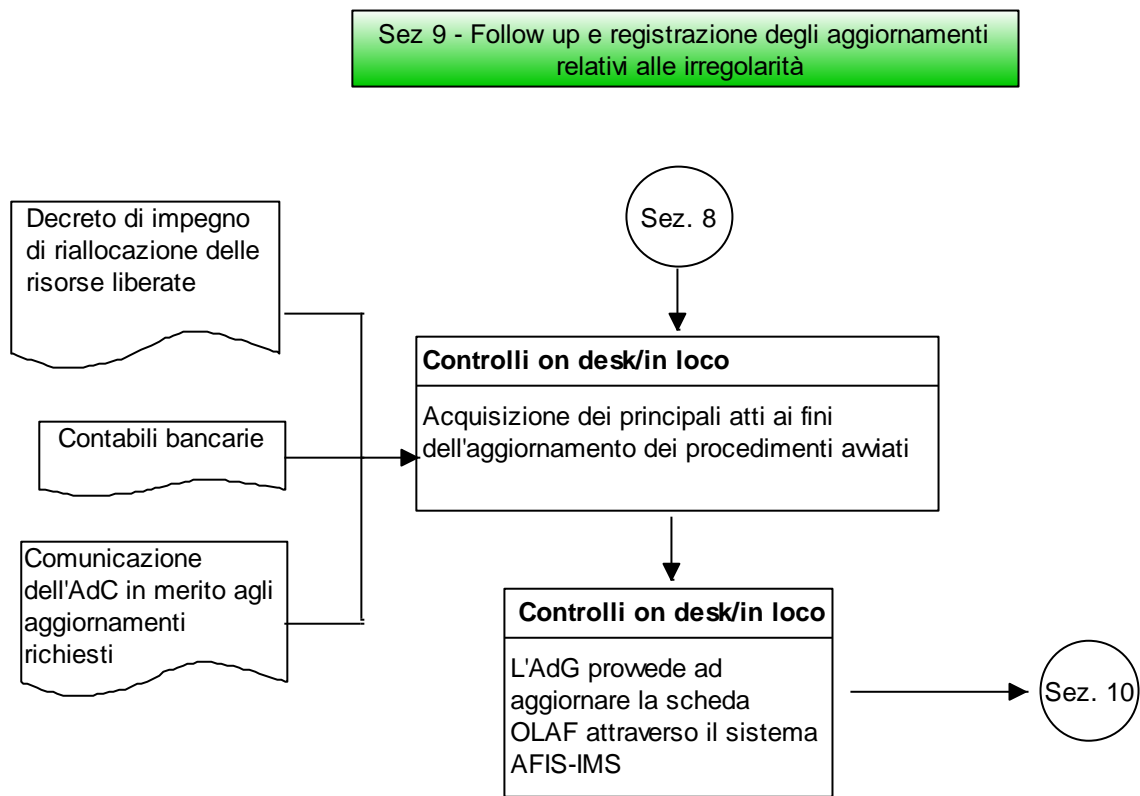 Sez 9 - Follow up e registrazione degli aggiornamenti
relativi alle irregolarità
Sez. 8
Decreto di impegno
di riallocazione delle
risorse liberate
Controlli on desk/in loco
Acquisizione dei principali atti ai fini
dell'aggiornamento dei procedimenti avviati
Contabili bancarie
Comunicazione
dell'AdC in merito agli
aggiornamenti
richiesti
Controlli on desk/in loco
L'AdG provvede ad
aggiornare la scheda
OLAF attraverso il sistema
AFIS-IMS
Sez. 10